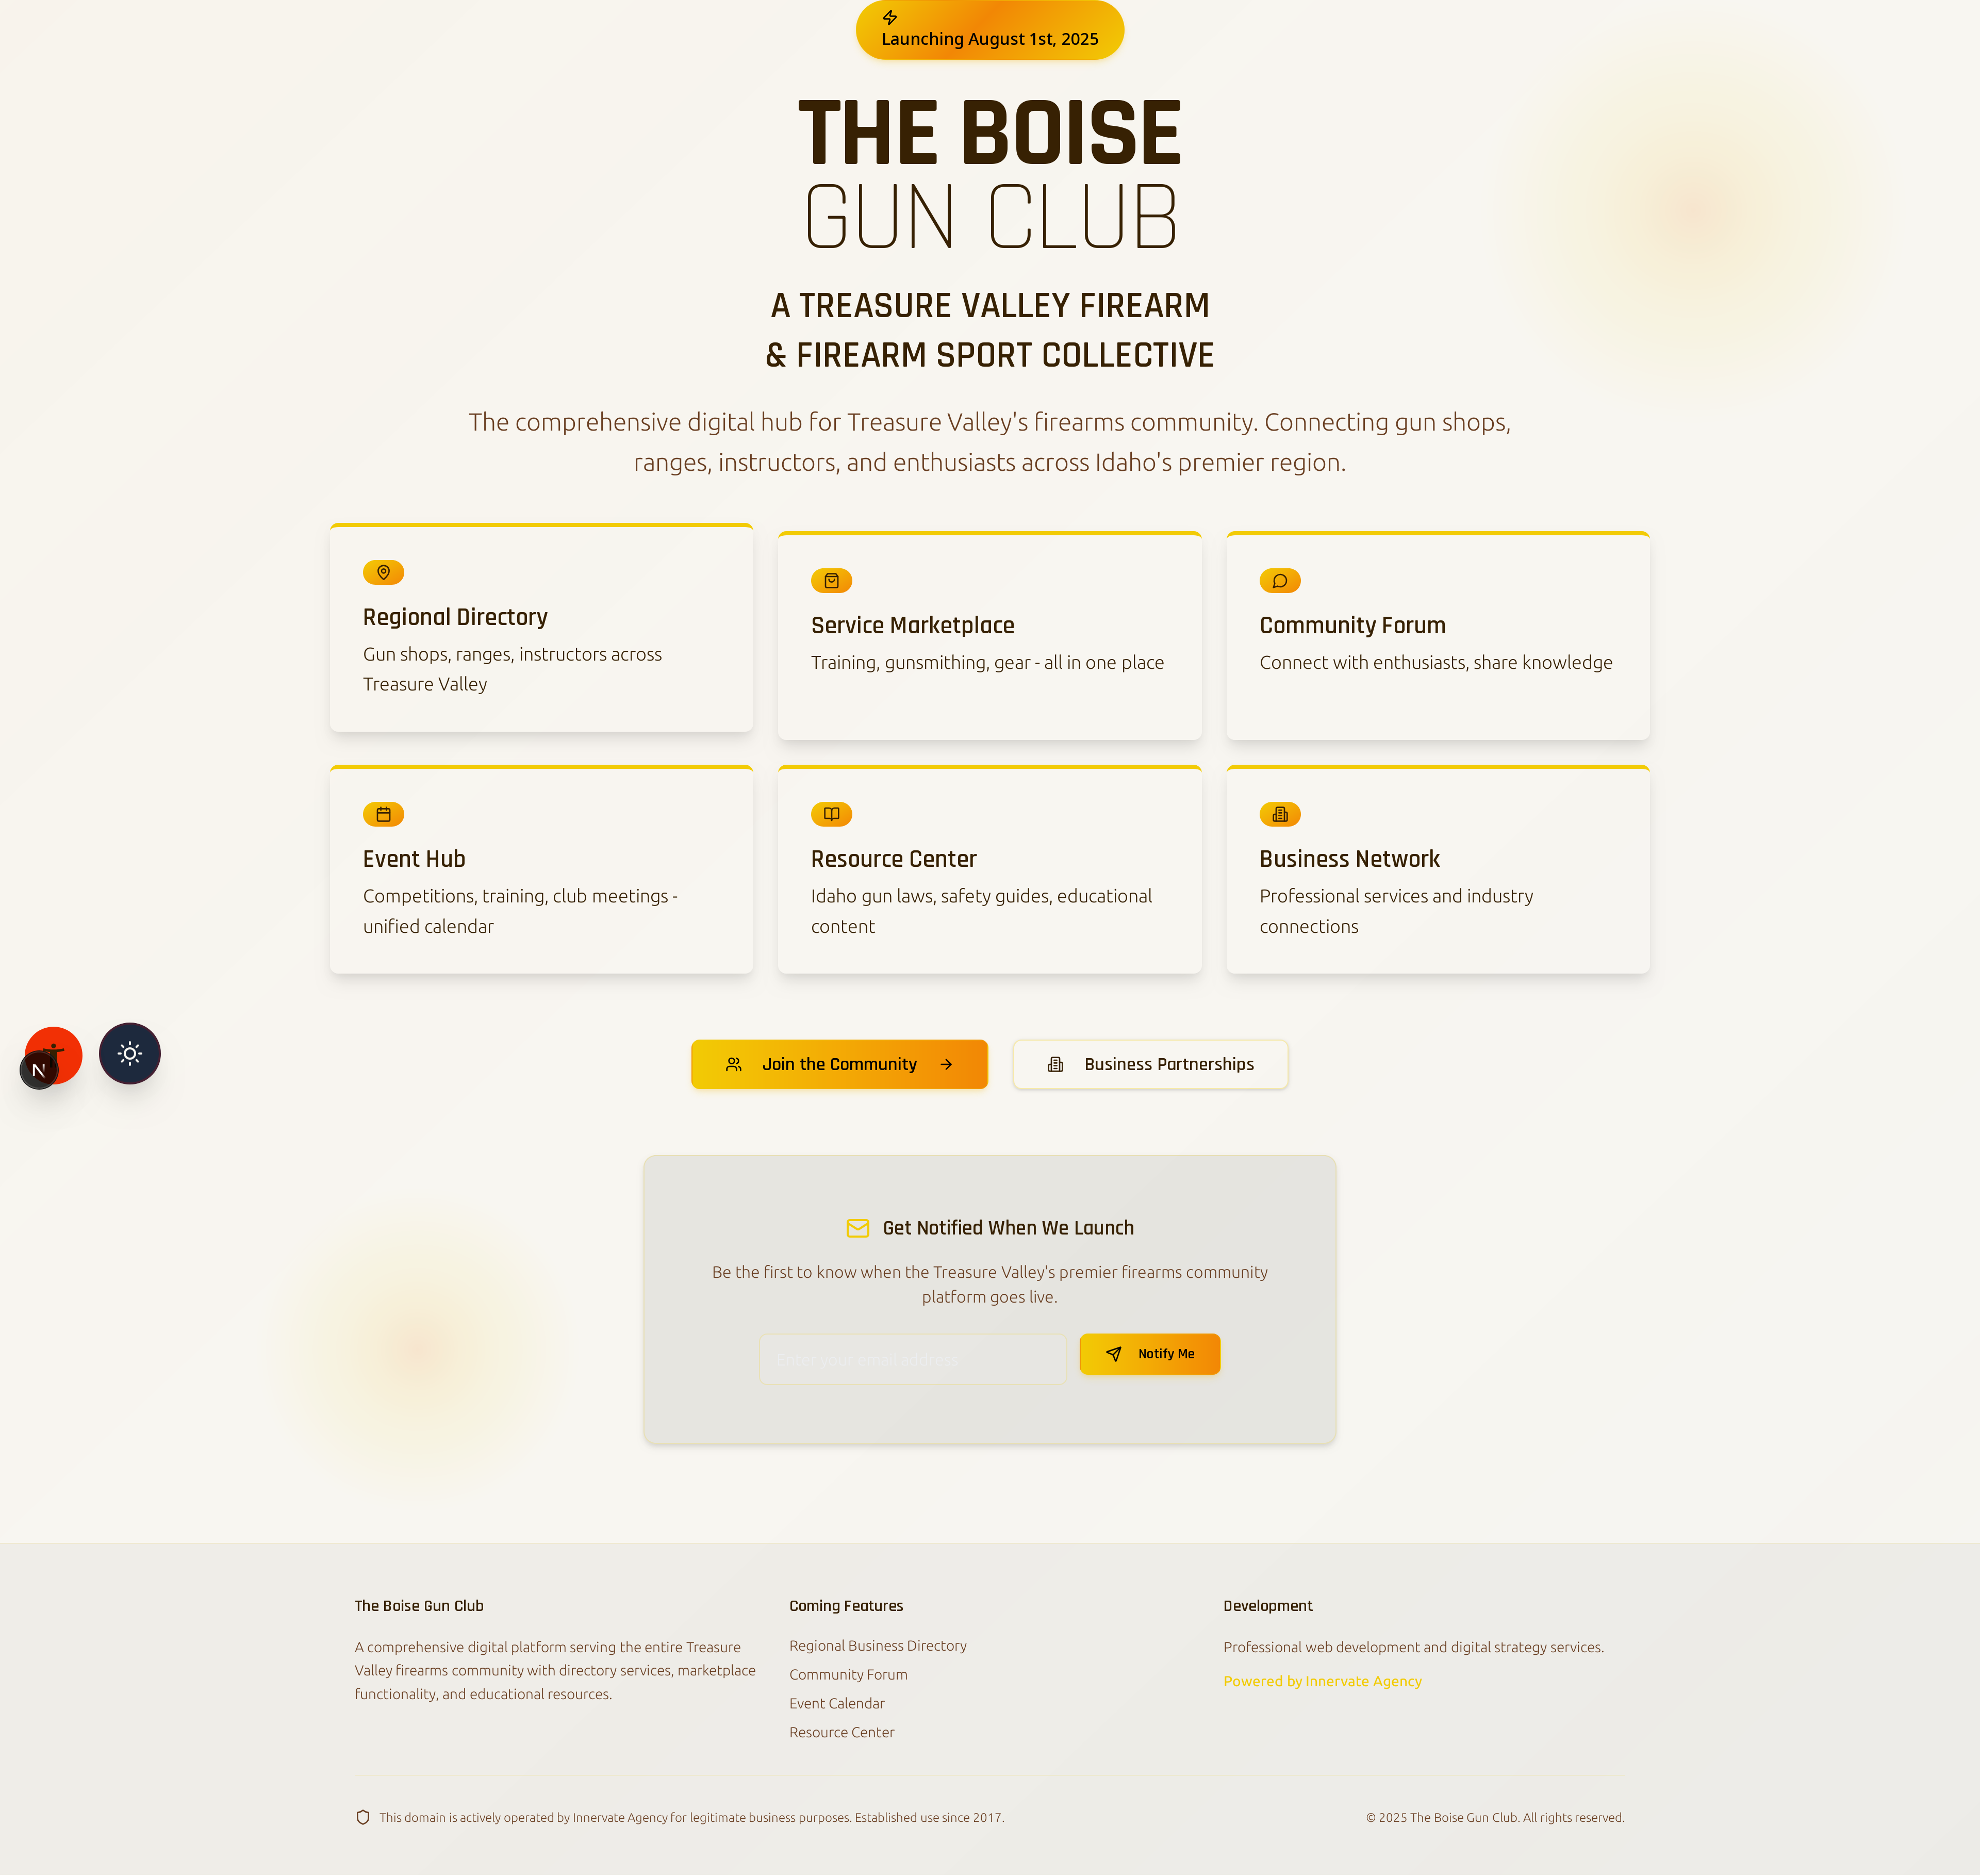 Launching August 1st, 2025
THE BOISE
GUN CLUB
A TREASURE VALLEY FIREARM
& FIREARM SPORT COLLECTIVE
The comprehensive digital hub for Treasure Valley's firearms community. Connecting gun shops,
ranges, instructors, and enthusiasts across Idaho's premier region.
Regional Directory
Gun shops, ranges, instructors across
Treasure Valley
Service Marketplace
Training, gunsmithing, gear - all in one place
Community Forum
Connect with enthusiasts, share knowledge
Event Hub
Competitions, training, club meetings -
unified calendar
Resource Center
Idaho gun laws, safety guides, educational
content
Business Network
Professional services and industry
connections
N
Join the Community
Business Partnerships
Get Notified When We Launch
Be the first to know when the Treasure Valley's premier firearms community
platform goes live.
Enter your email address
Notify Me
The Boise Gun Club
A comprehensive digital platform serving the entire Treasure
Valley firearms community with directory services, marketplace
functionality, and educational resources.
Coming Features
Regional Business Directory
Community Forum
Event Calendar
Resource Center
Development
Professional web development and digital strategy services.
Powered by Innervate Agency
This domain is actively operated by Innervate Agency for legitimate business purposes. Established use since 2017.
© 2025 The Boise Gun Club. All rights reserved.